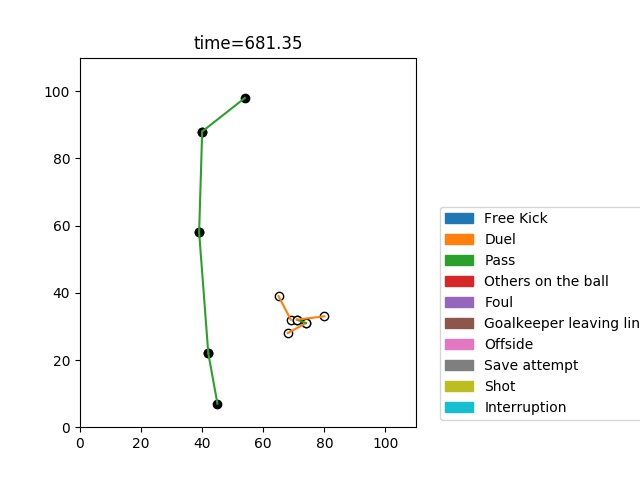 time=681.35
100
80
60
40
20
0
0 20 40 60 80 100
Free Kick
Duel
Pass
Others on the ball
Foul
Goalkeeper leaving lin
Offside
Save attempt
Shot
Interruption